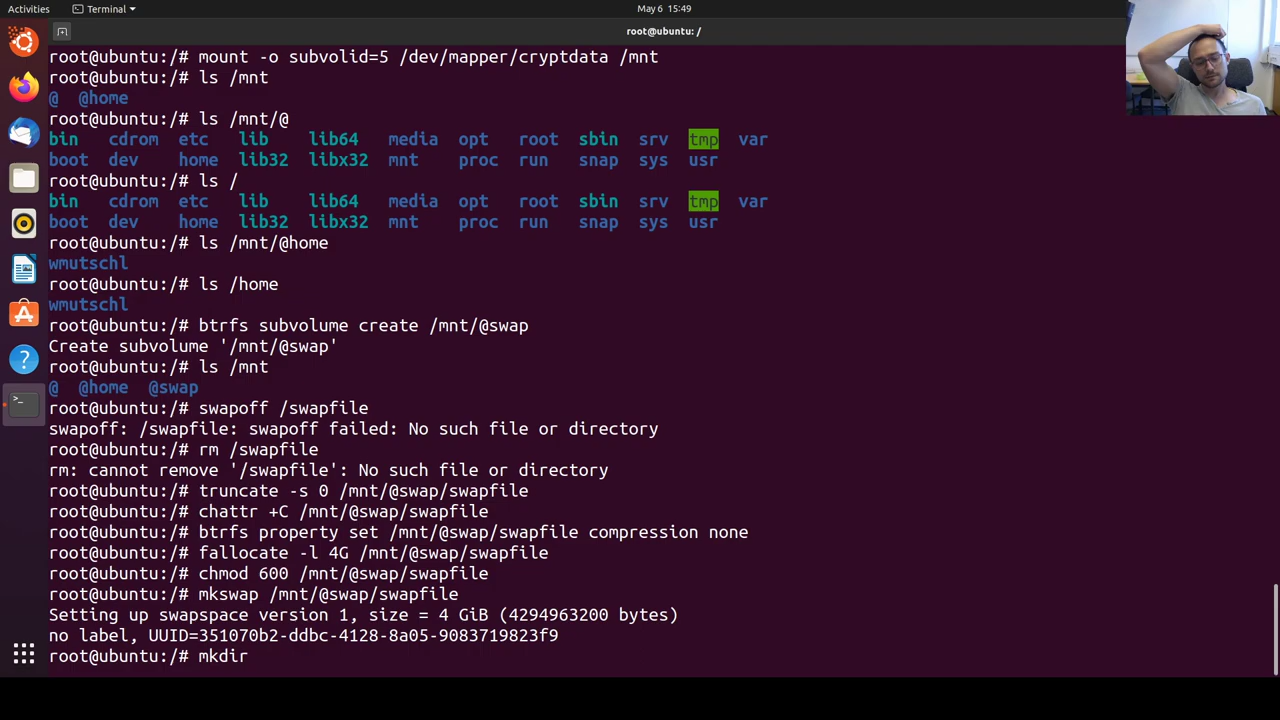 Activities
Terminal
May 6 15:49
root@ubuntu: /
root@ubuntu:/# mount -o subvolid=5 /dev/mapper/cryptdata /mnt
root@ubuntu:/# ls /mnt
@ @home
root@ubuntu:/# ls /mnt/@
bin cdrom etc lib lib64 media opt root sbin srv tmp var
boot dev home lib32 libx32 mnt proc run snap sys usr
root@ubuntu:/# ls /
bin cdrom etc lib lib64 media opt root sbin srv tmp var
boot dev home lib32 libx32 mnt proc run snap sys usr
root@ubuntu:/# ls /mnt/@home
wmutschl
root@ubuntu:/# ls /home
wmutschl
root@ubuntu:/# btrfs subvolume create /mnt/@swap
Create subvolume '/mnt/@swap'
root@ubuntu:/# ls /mnt
@ @home @swap
root@ubuntu:/# swapoff /swapfile
swapoff: /swapfile: swapoff failed: No such file or directory
root@ubuntu:/# rm /swapfile
rm: cannot remove '/swapfile': No such file or directory
root@ubuntu:/# truncate -s 0 /mnt/@swap/swapfile
root@ubuntu:/# chattr +C /mnt/@swap/swapfile
root@ubuntu:/# btrfs property set /mnt/@swap/swapfile compression none
root@ubuntu:/# fallocate -l 4G /mnt/@swap/swapfile
root@ubuntu:/# chmod 600 /mnt/@swap/swapfile
root@ubuntu:/# mkswap /mnt/@swap/swapfile
Setting up swapspace version 1, size = 4 GiB (4294963200 bytes)
no label, UUID=351070b2-ddbc-4128-8a05-9083719823f9
root@ubuntu:/# mkdir